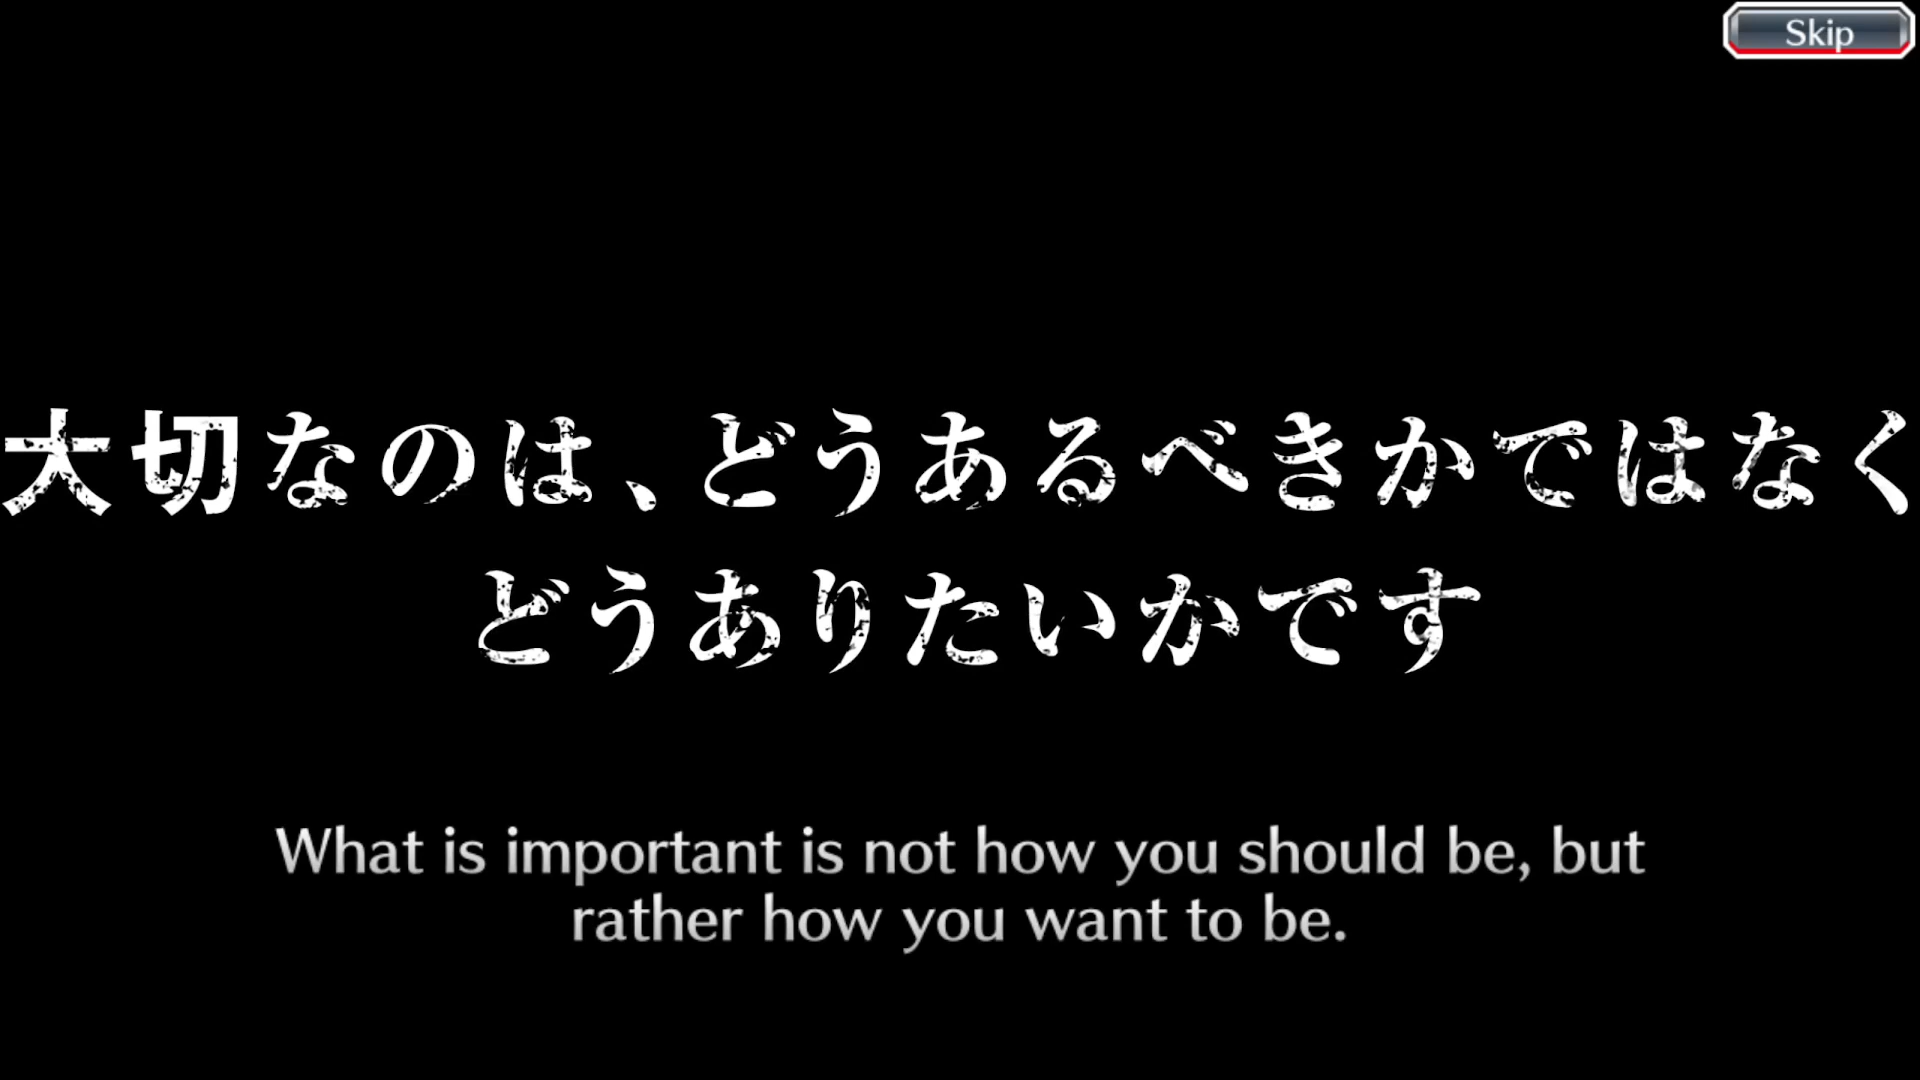 Skip
大切なのは、どうあるべきかではなく
どうありたいかです
What is important is not how you should be, but
rather how you want to be.